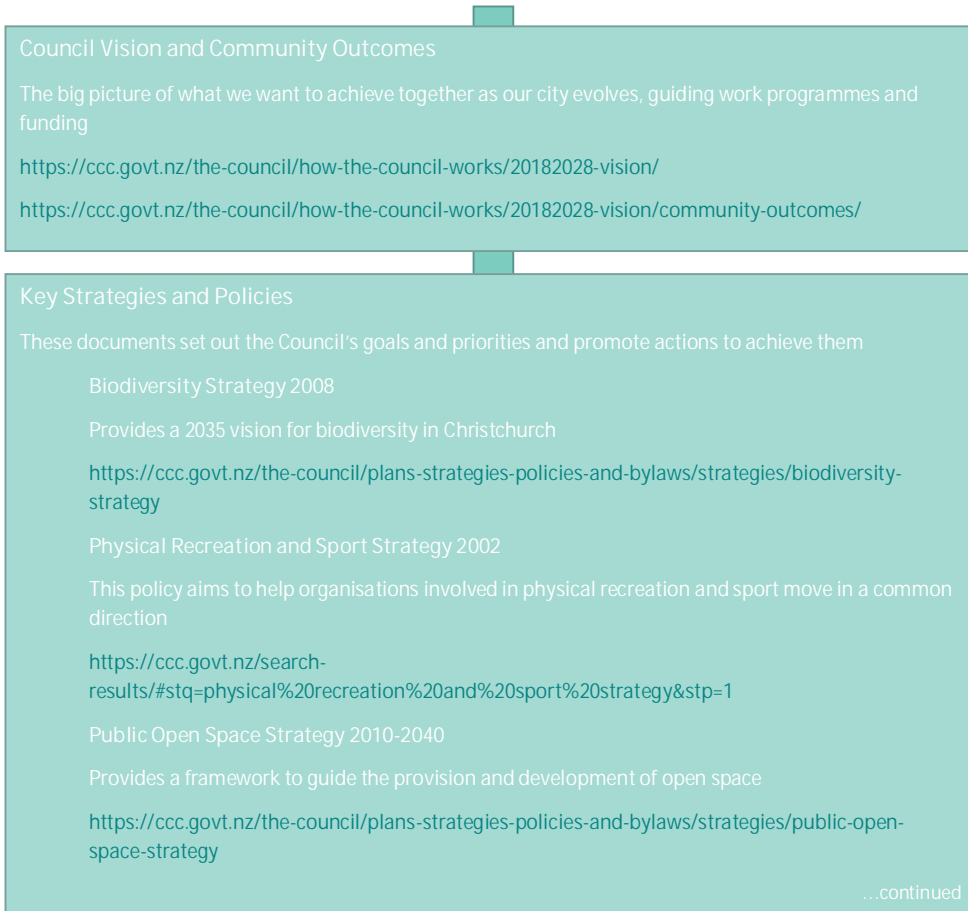 Council Vision and Community Outcomes
The big picture of what we want to achieve together as our city evolves, guiding work programmes and
funding
https://ccc.govt.nz/the-council/how-the-council-works/20182028-vision/
https://ccc.govt.nz/the-council/how-the-council-works/20182028-vision/community-outcomes/
Key Strategies and Policies
These documents set out the Council's goals and priorities and promote actions to achieve them
Biodiversity Strategy 2008
Provides a 2035 vision for biodiversity in Christchurch
https://ccc.govt.nz/the-council/plans-strategies-policies-and-bylaws/strategies/biodiversity-
strategy
Physical Recreation and Sport Strategy 2002
This policy aims to help organisations involved in physical recreation and sport move in a common
direction
https://ccc.govt.nz/search-
results/#stq=physical%20recreation%20and%20sport%20strategy&stp=1
Public Open Space Strategy 2010-2040
Provides a framework to guide the provision and development of open space
https://ccc.govt.nz/the-council/plans-strategies-policies-and-bylaws/strategies/public-open-
space-strategy
…continued